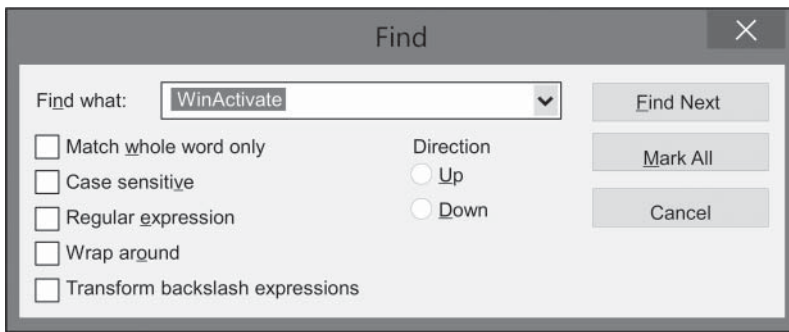 Find
Find what: WinActivate Find Next
Match whole word only Direction Mark All
Case sensitive Up
Regular expression Down Cancel
Wrap around
Transform backslash expressions